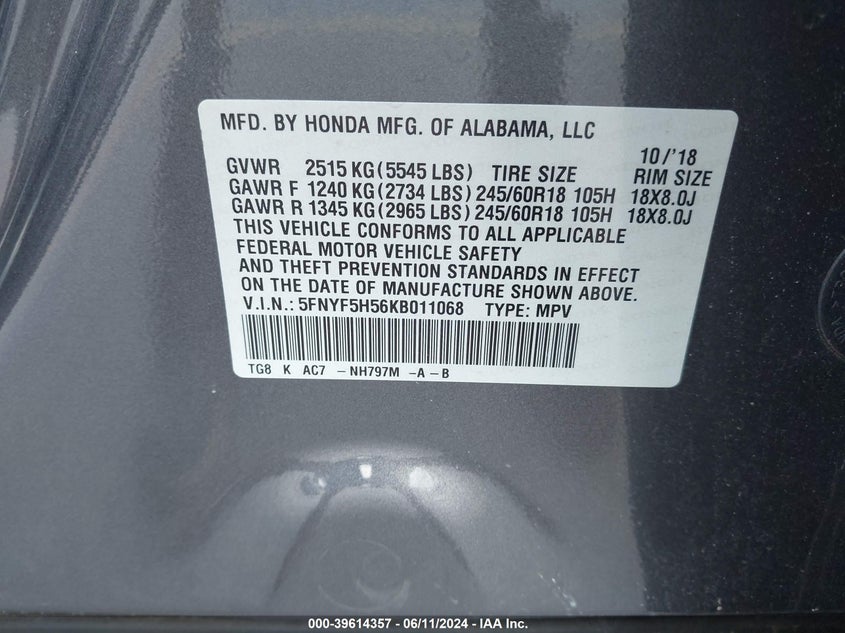 MFD. BY HONDA MFG. OF ALABAMA, LLC
10/'18
GVWR 2515 KG (5545 LBS) TIRE SIZE RIM SIZE
GAWR F 1240 KG (2734 LBS) 245/60R18 105H 18X8.0J
GAWR R 1345 KG (2965 LBS) 245/60R18 105H 18X8.0J
THIS VEHICLE CONFORMS TO ALL APPLICABLE
FEDERAL MOTOR VEHICLE SAFETY
AND THEFT PREVENTION STANDARDS IN EFFECT
ON THE DATE OF MANUFACTURE SHOWN ABOVE.
V.I.N.: 5FNYF5H56KB011068 TYPE: MPV
TG8 K AC7 - NH797M -A - B
000-39614357 - 06/11/2024 - IAA Inc.